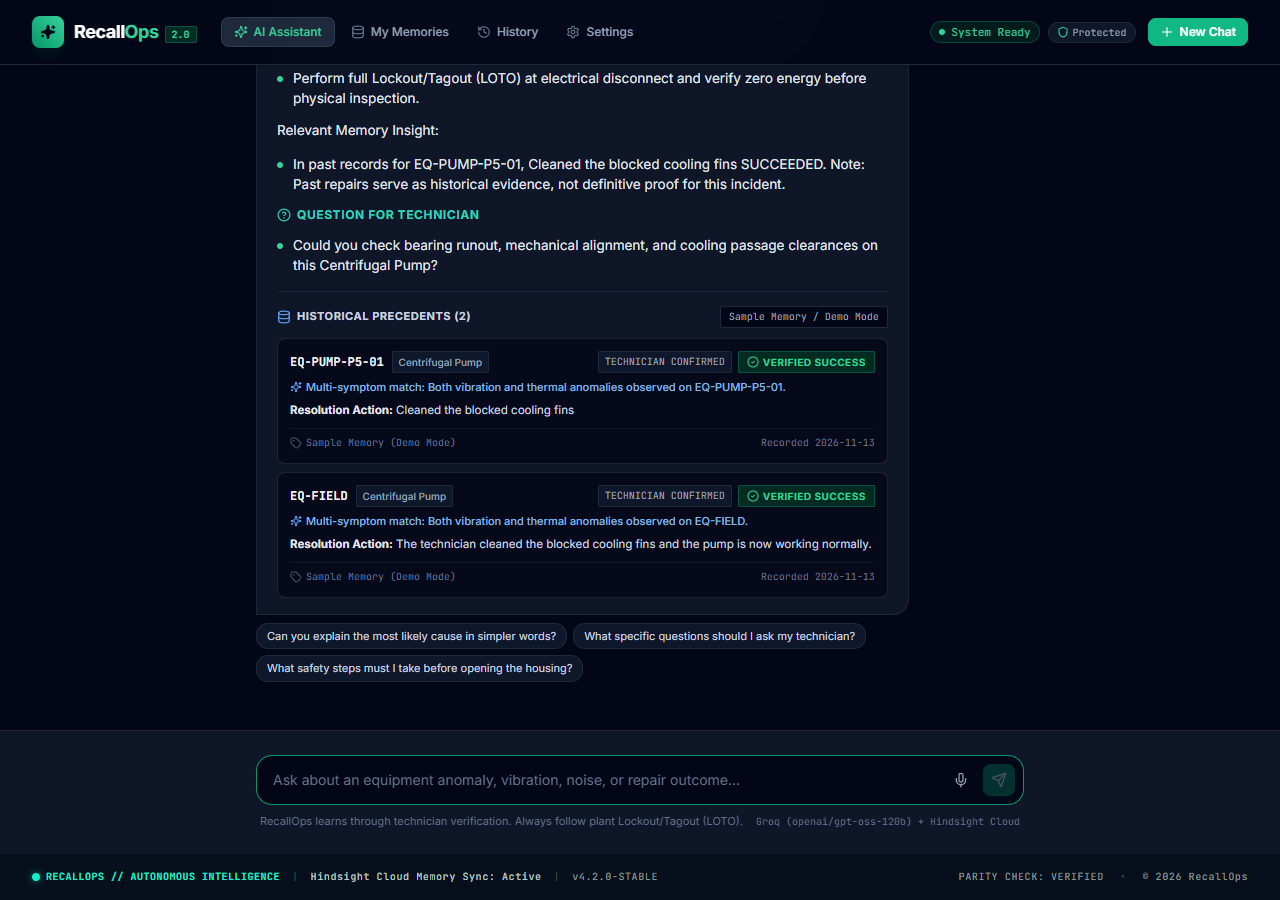 RecallOps 2.0 AI Assistant My Memories History Settings System Ready Protected New Chat
Perform full Lockout/Tagout (LOTO) at electrical disconnect and verify zero energy before
physical inspection.
Relevant Memory Insight:
In past records for EQ-PUMP-P5-01, Cleaned the blocked cooling fins SUCCEEDED. Note:
Past repairs serve as historical evidence, not definitive proof for this incident.
QUESTION FOR TECHNICIAN
Could you check bearing runout, mechanical alignment, and cooling passage clearances on
this Centrifugal Pump?
HISTORICAL PRECEDENTS (2) Sample Memory / Demo Mode
EQ-PUMP-P5-01 Centrifugal Pump TECHNICIAN CONFIRMED VERIFIED SUCCESS
Multi-symptom match: Both vibration and thermal anomalies observed on EQ-PUMP-P5-01.
Resolution Action: Cleaned the blocked cooling fins
Sample Memory (Demo Mode) Recorded 2026-11-13
EQ-FIELD Centrifugal Pump TECHNICIAN CONFIRMED VERIFIED SUCCESS
Multi-symptom match: Both vibration and thermal anomalies observed on EQ-FIELD.
Resolution Action: The technician cleaned the blocked cooling fins and the pump is now working normally.
Sample Memory (Demo Mode) Recorded 2026-11-13
Can you explain the most likely cause in simpler words? What specific questions should I ask my technician?
What safety steps must I take before opening the housing?
Ask about an equipment anomaly, vibration, noise, or repair outcome...
RecallOps learns through technician verification. Always follow plant Lockout/Tagout (LOTO). Groq (openai/gpt-oss-120b) + Hindsight Cloud
RECALLOPS // AUTONOMOUS INTELLIGENCE | Hindsight Cloud Memory Sync: Active | v4.2.0-STABLE PARITY CHECK: VERIFIED · © 2026 RecallOps